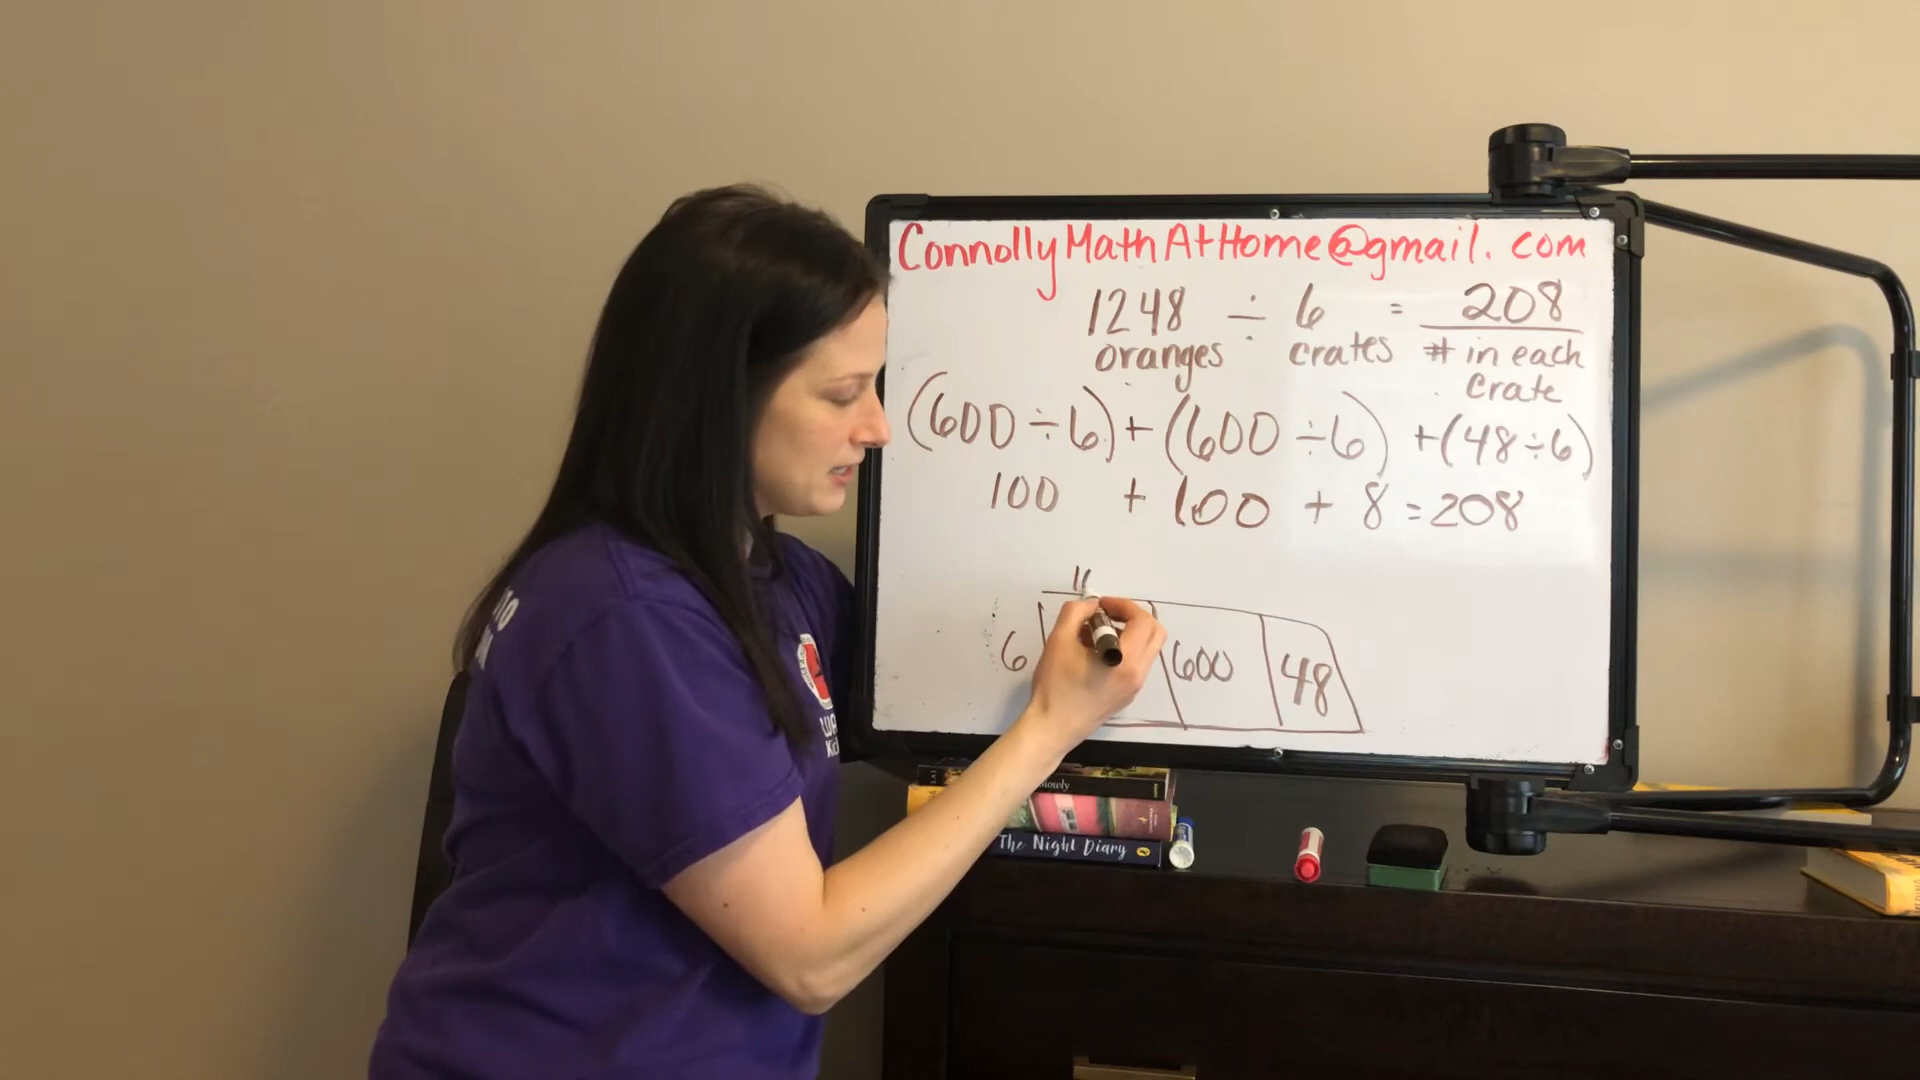 ConnollyMathAtHome@gmail.com
1248 ÷ 6 = 208
oranges crates # in each
crate
(600÷6)+(600÷6)+(48÷6)
100 + 100 + 8=208
6 600 48
The Night Diary